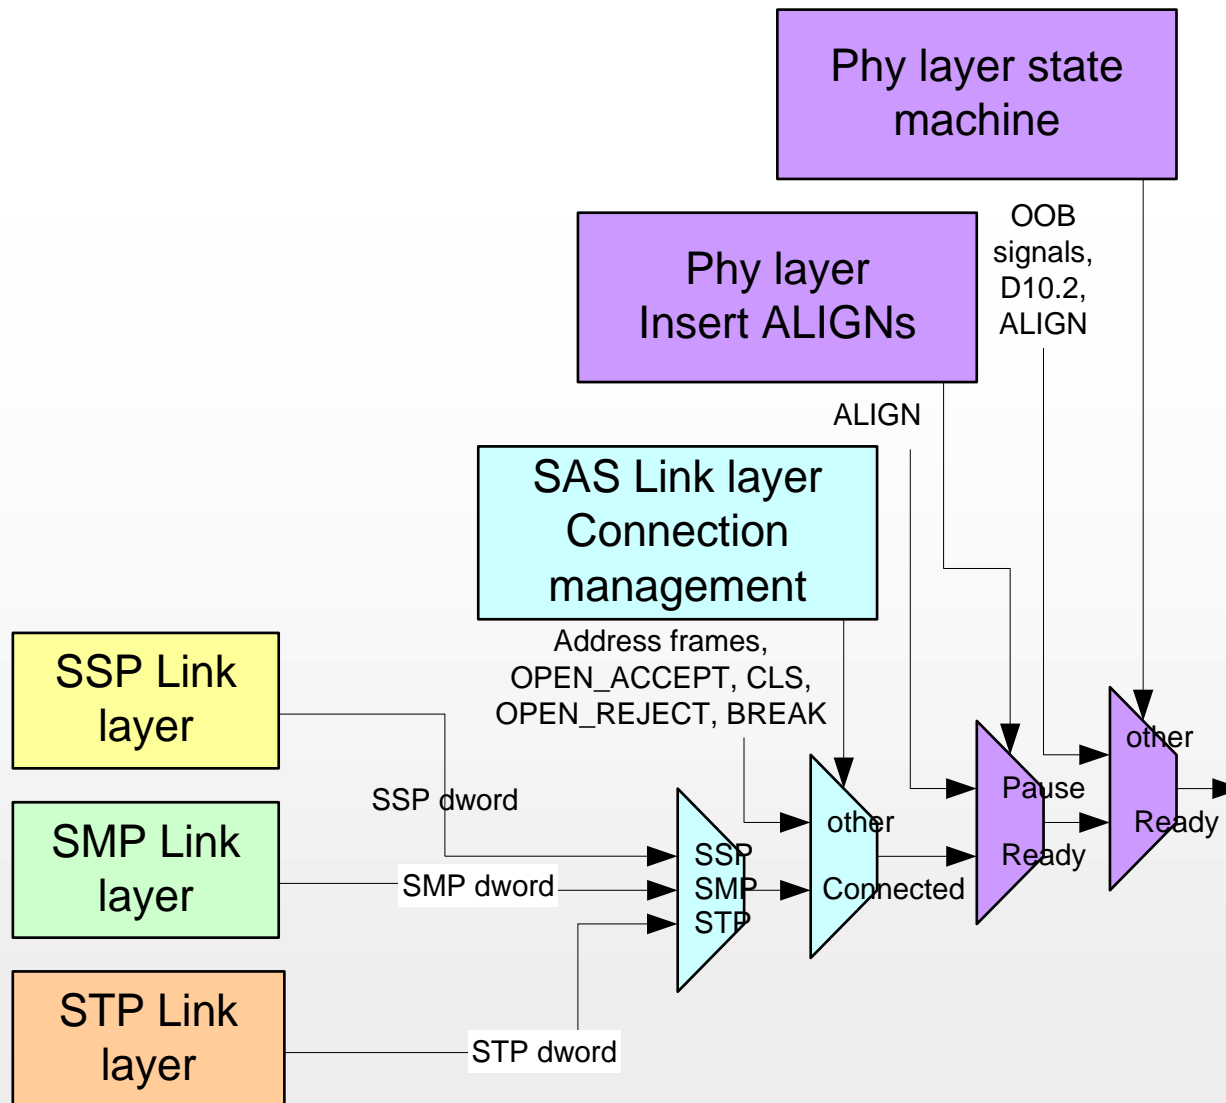 Phy layer state
machine
OOB
signals,
D10.2,
ALIGN
Phy layer
Insert ALIGNs
ALIGN
SAS Link layer
Connection
management
Address frames,
OPEN_ACCEPT, CLS,
OPEN_REJECT, BREAK
SSP Link
layer
SSP dword
SMP Link
layer
SMP dword
STP Link
layer
STP dword
SSP
SMP
STP
other
Connected
Pause
Ready
other
Ready